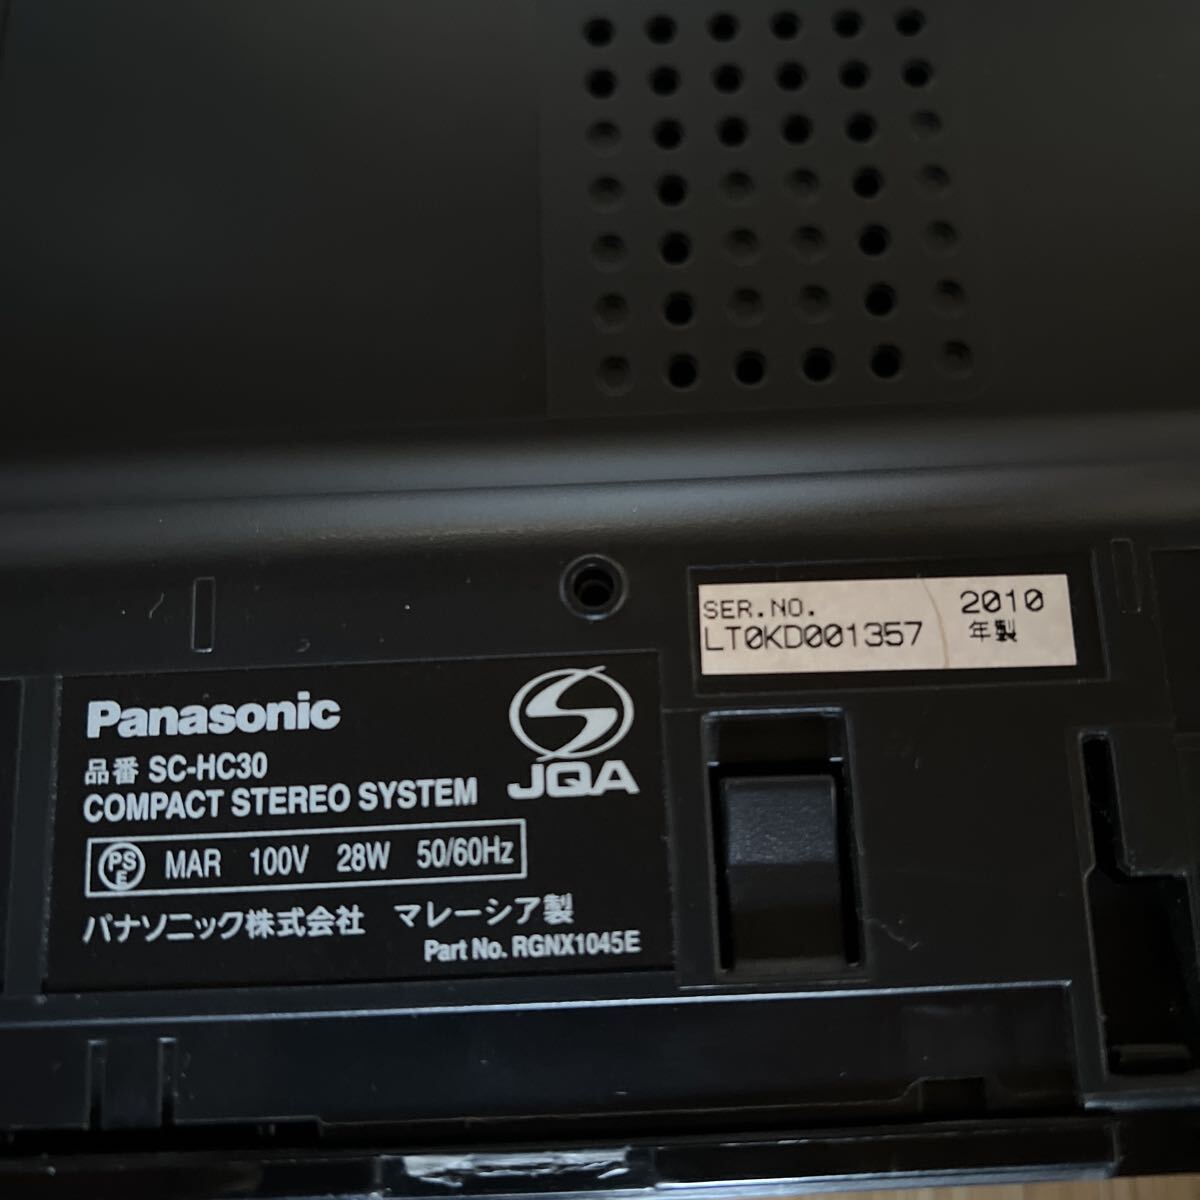 SER.NO.
LT0KD001357
2010
年製
Panasonic
品番 SC-HC30
COMPACT STEREO SYSTEM
JQA
PSE MAR 100V 28W 50/60Hz
パナソニック株式会社 マレーシア製
Part No. RGNX1045E